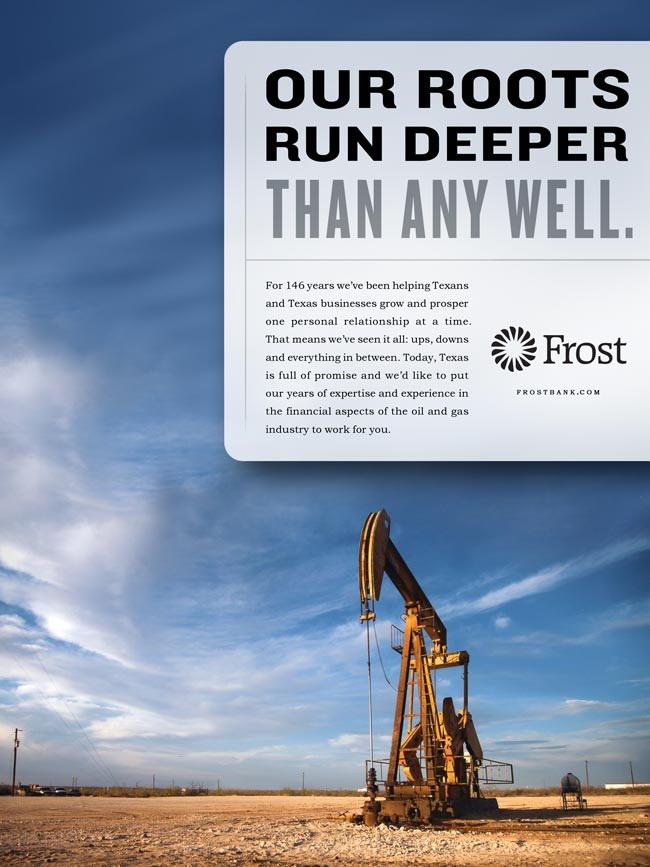 OUR ROOTS
RUN DEEPER
THAN ANY WELL.
For 146 years we've been helping Texans
and Texas businesses grow and prosper
one personal relationship at a time.
That means we've seen it all: ups, downs
and everything in between. Today, Texas
is full of promise and we'd like to put
our years of expertise and experience in
the financial aspects of the oil and gas
industry to work for you.
Frost
FROSTBANK.COM